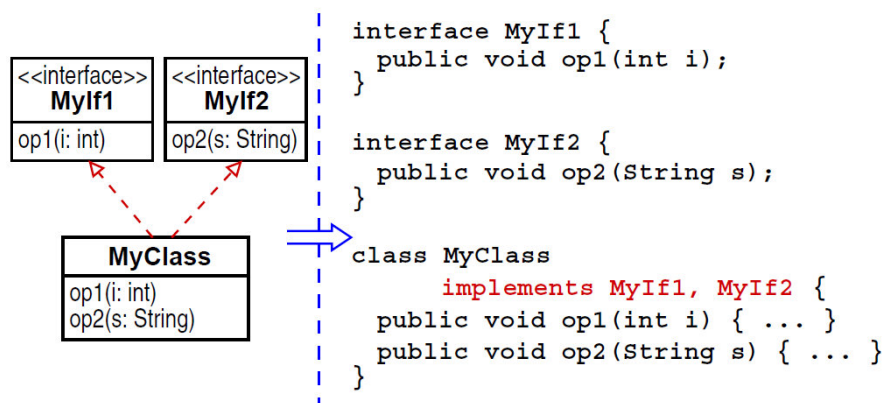 <<interface>>
MyIf1
op1(i: int)
<<interface>>
MyIf2
op2(s: String)
MyClass
op1(i: int)
op2(s: String)
interface MyIf1 {
public void op1(int i);
}
interface MyIf2 {
public void op2(String s);
}
class MyClass
implements MyIf1, MyIf2 {
public void op1(int i) { ... }
public void op2(String s) { ... }
}